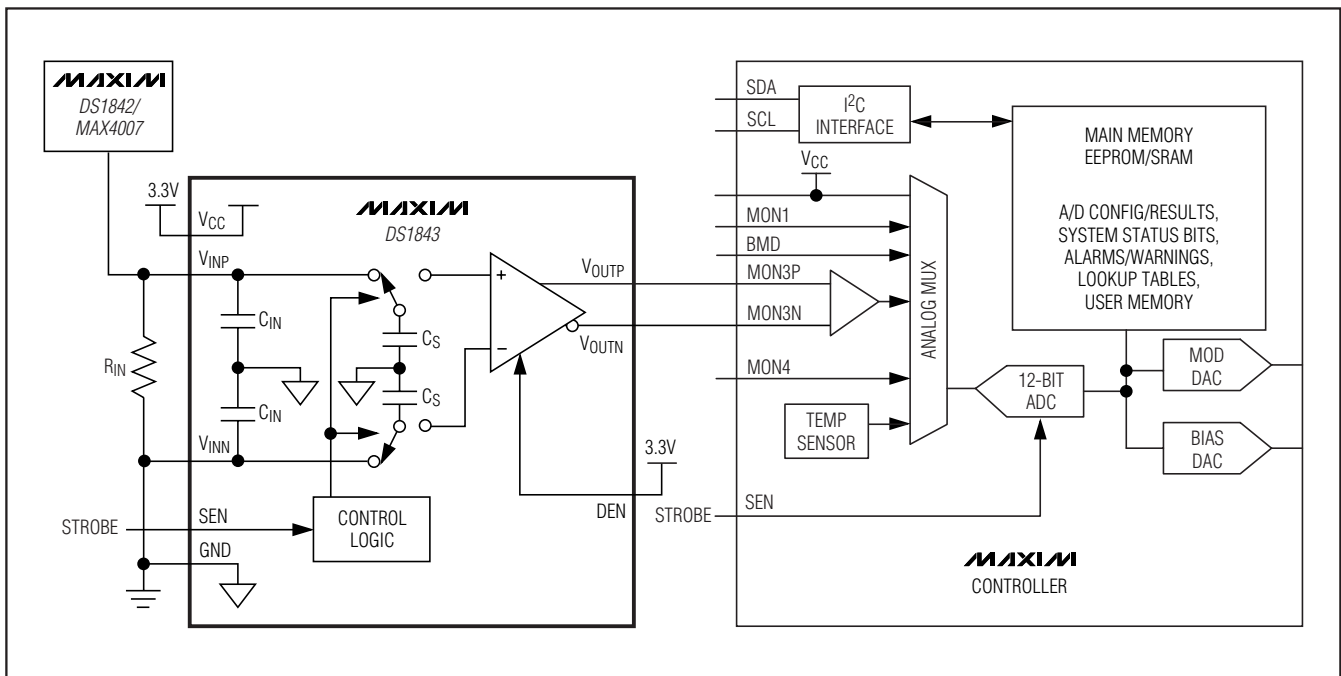 MAXIM
DS1842/
MAX4007
3.3V
VCC
MAXIM
DS1843
VINP
CIN
RIN
CIN
VINN
CS
CS
+
−
VOUTP
VOUTN
3.3V
DEN
STROBE
SEN
CONTROL
LOGIC
GND
SDA
SCL
I2C
INTERFACE
VCC
MON1
BMD
MON3P
MON3N
MON4
ANALOG MUX
TEMP
SENSOR
MAIN MEMORY
EEPROM/SRAM
A/D CONFIG/RESULTS,
SYSTEM STATUS BITS,
ALARMS/WARNINGS,
LOOKUP TABLES,
USER MEMORY
12-BIT
ADC
MOD
DAC
BIAS
DAC
STROBE
SEN
MAXIM
CONTROLLER